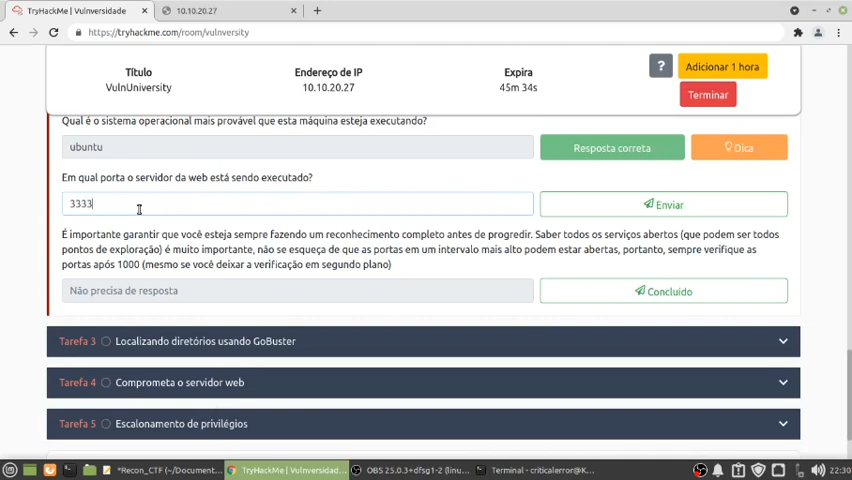 TryHackMe | Vulnversidade
10.10.20.27
https://tryhackme.com/room/vulnversity
Título
Endereço de IP
Expira
VulnUniversity
10.10.20.27
45m 34s
?
Adicionar 1 hora
Terminar
Qual é o sistema operacional mais provável que esta máquina esteja executando?
ubuntu
Resposta correta
Dica
Em qual porta o servidor da web está sendo executado?
3333
Enviar
É importante garantir que você esteja sempre fazendo um reconhecimento completo antes de progredir. Saber todos os serviços abertos (que podem ser todos
pontos de exploração) é muito importante, não se esqueça de que as portas em um intervalo mais alto podem estar abertas, portanto, sempre verifique as
portas após 1000 (mesmo se você deixar a verificação em segundo plano)
Não precisa de resposta
Concluído
Tarefa 3 Localizando diretórios usando GoBuster
Tarefa 4 Comprometa o servidor web
Tarefa 5 Escalonamento de privilégios
*Recon_CTF (~/Document...
TryHackMe | Vulnversidad...
OBS 25.0.3+dfsg1-2 (linu...
Terminal - criticalerror@K...
22:30